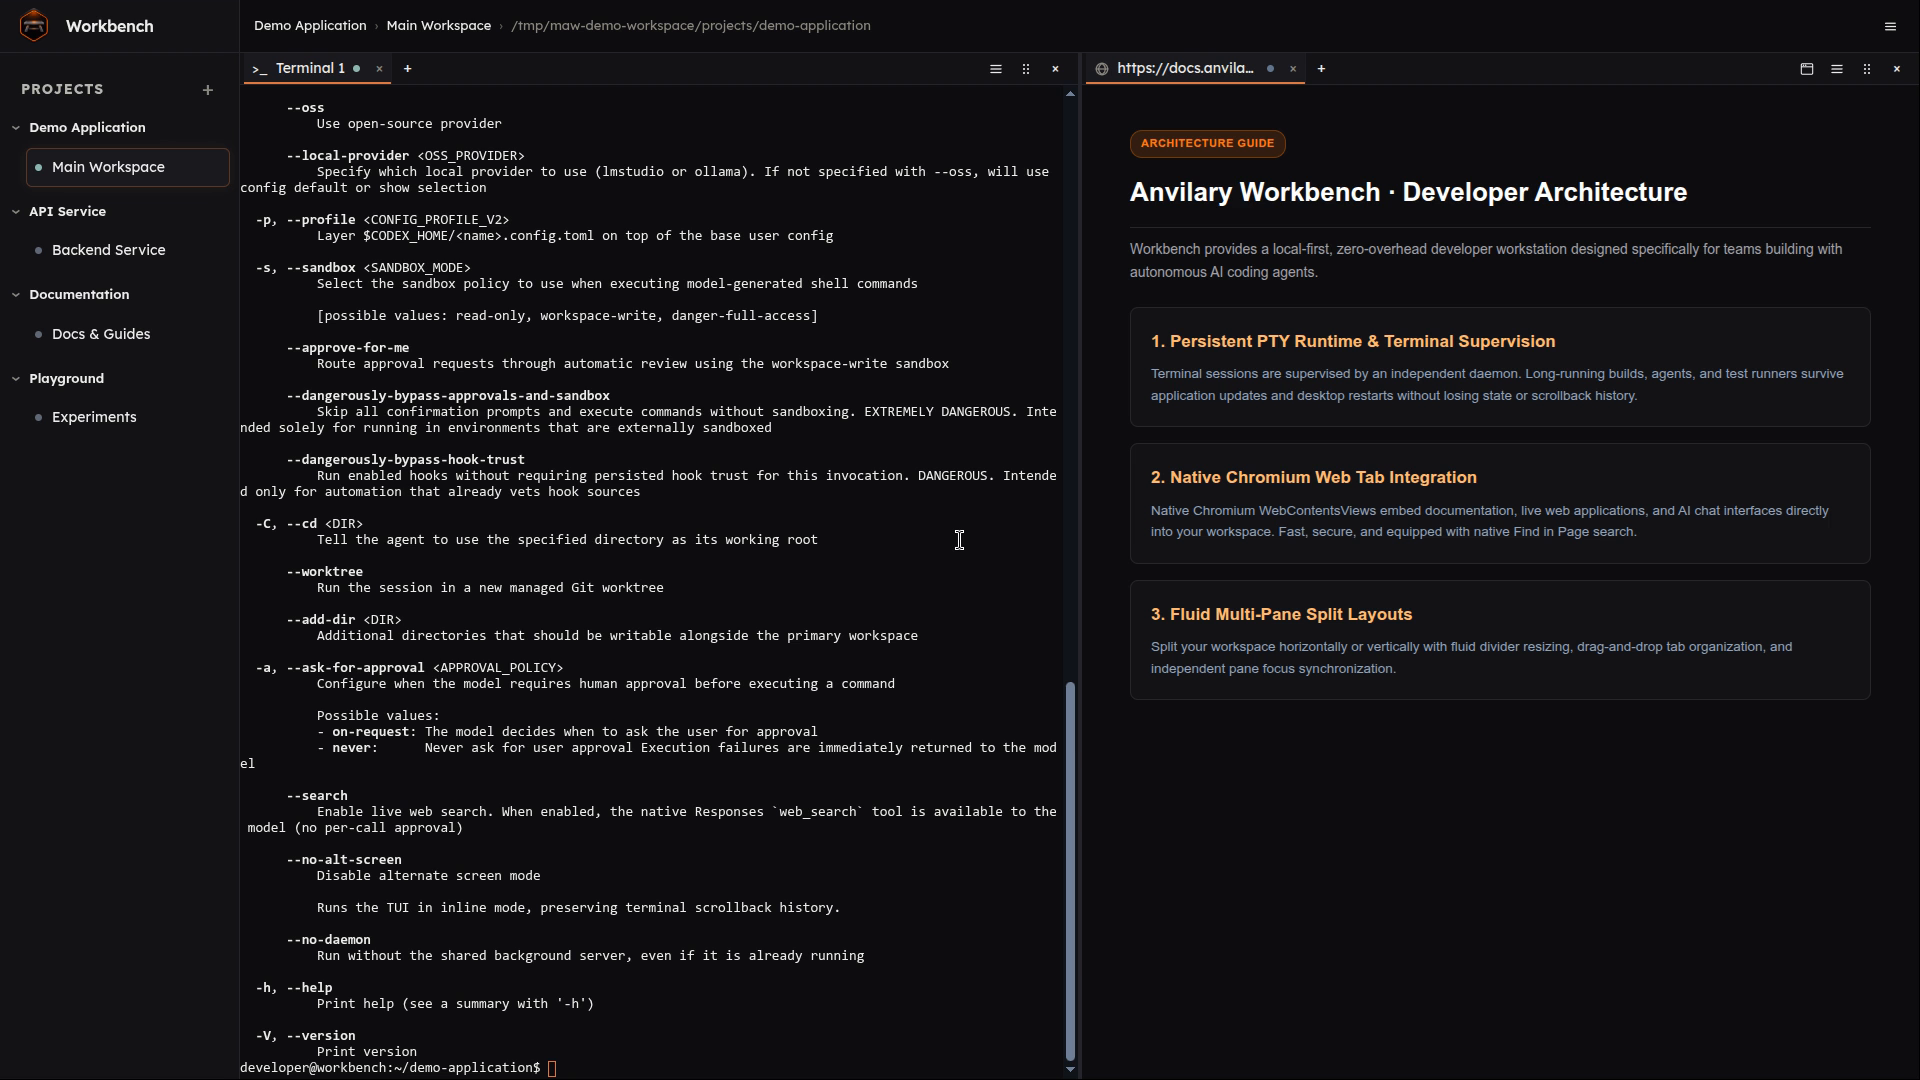 Workbench
Demo Application › Main Workspace › /tmp/maw-demo-workspace/projects/demo-application
PROJECTS
Demo Application
Main Workspace
API Service
Backend Service
Documentation
Docs & Guides
Playground
Experiments
>_ Terminal 1
--oss
Use open-source provider
--local-provider <OSS_PROVIDER>
Specify which local provider to use (lmstudio or ollama). If not specified with --oss, will use
config default or show selection
-p, --profile <CONFIG_PROFILE_V2>
Layer $CODEX_HOME/<name>.config.toml on top of the base user config
-s, --sandbox <SANDBOX_MODE>
Select the sandbox policy to use when executing model-generated shell commands
[possible values: read-only, workspace-write, danger-full-access]
--approve-for-me
Route approval requests through automatic review using the workspace-write sandbox
--dangerously-bypass-approvals-and-sandbox
Skip all confirmation prompts and execute commands without sandboxing. EXTREMELY DANGEROUS. Inte
nded solely for running in environments that are externally sandboxed
--dangerously-bypass-hook-trust
Run enabled hooks without requiring persisted hook trust for this invocation. DANGEROUS. Intende
d only for automation that already vets hook sources
-C, --cd <DIR>
Tell the agent to use the specified directory as its working root
--worktree
Run the session in a new managed Git worktree
--add-dir <DIR>
Additional directories that should be writable alongside the primary workspace
-a, --ask-for-approval <APPROVAL_POLICY>
Configure when the model requires human approval before executing a command
Possible values:
- on-request: The model decides when to ask the user for approval
- never:      Never ask for user approval Execution failures are immediately returned to the mod
el
--search
Enable live web search. When enabled, the native Responses `web_search` tool is available to the
model (no per-call approval)
--no-alt-screen
Disable alternate screen mode
Runs the TUI in inline mode, preserving terminal scrollback history.
--no-daemon
Run without the shared background server, even if it is already running
-h, --help
Print help (see a summary with '-h')
-V, --version
Print version
developer@workbench:~/demo-application$
https://docs.anvila...
ARCHITECTURE GUIDE
Anvilary Workbench · Developer Architecture
Workbench provides a local-first, zero-overhead developer workstation designed specifically for teams building with
autonomous AI coding agents.
1. Persistent PTY Runtime & Terminal Supervision
Terminal sessions are supervised by an independent daemon. Long-running builds, agents, and test runners survive
application updates and desktop restarts without losing state or scrollback history.
2. Native Chromium Web Tab Integration
Native Chromium WebContentsViews embed documentation, live web applications, and AI chat interfaces directly
into your workspace. Fast, secure, and equipped with native Find in Page search.
3. Fluid Multi-Pane Split Layouts
Split your workspace horizontally or vertically with fluid divider resizing, drag-and-drop tab organization, and
independent pane focus synchronization.